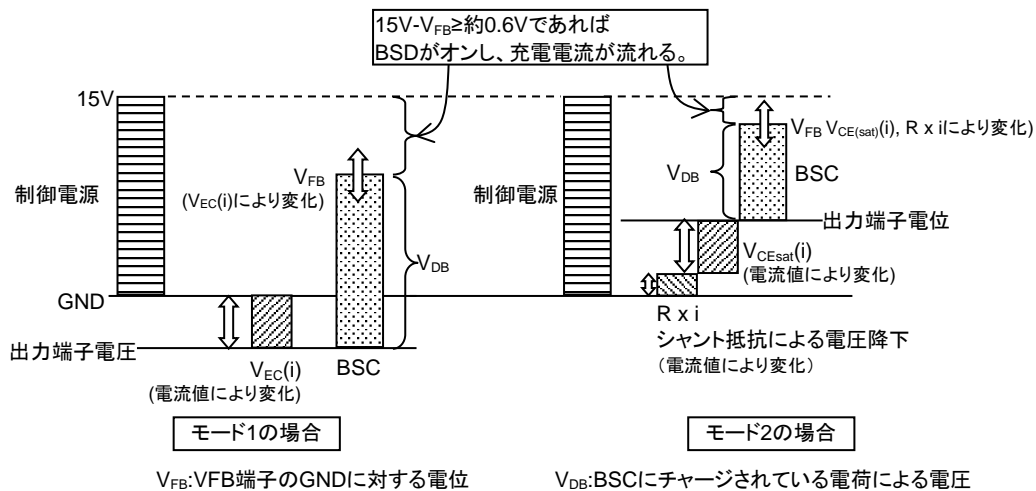 15V-VFB≥約0.6Vであれば
BSDがオンし、充電電流が流れる。
15V
制御電源
VFB
(VEC(i)により変化)
VDB
GND
出力端子電圧
VEC(i)
(電流値により変化)
BSC
制御電源
VFB VCE(sat)(i), R x iにより変化)
VDB
BSC
出力端子電位
VCEsat(i)
(電流値により変化)
R x i
シャント抵抗による電圧降下
(電流値により変化)
モード1の場合
モード2の場合
VFB:VFB端子のGNDに対する電位
VDB:BSCにチャージされている電荷による電圧